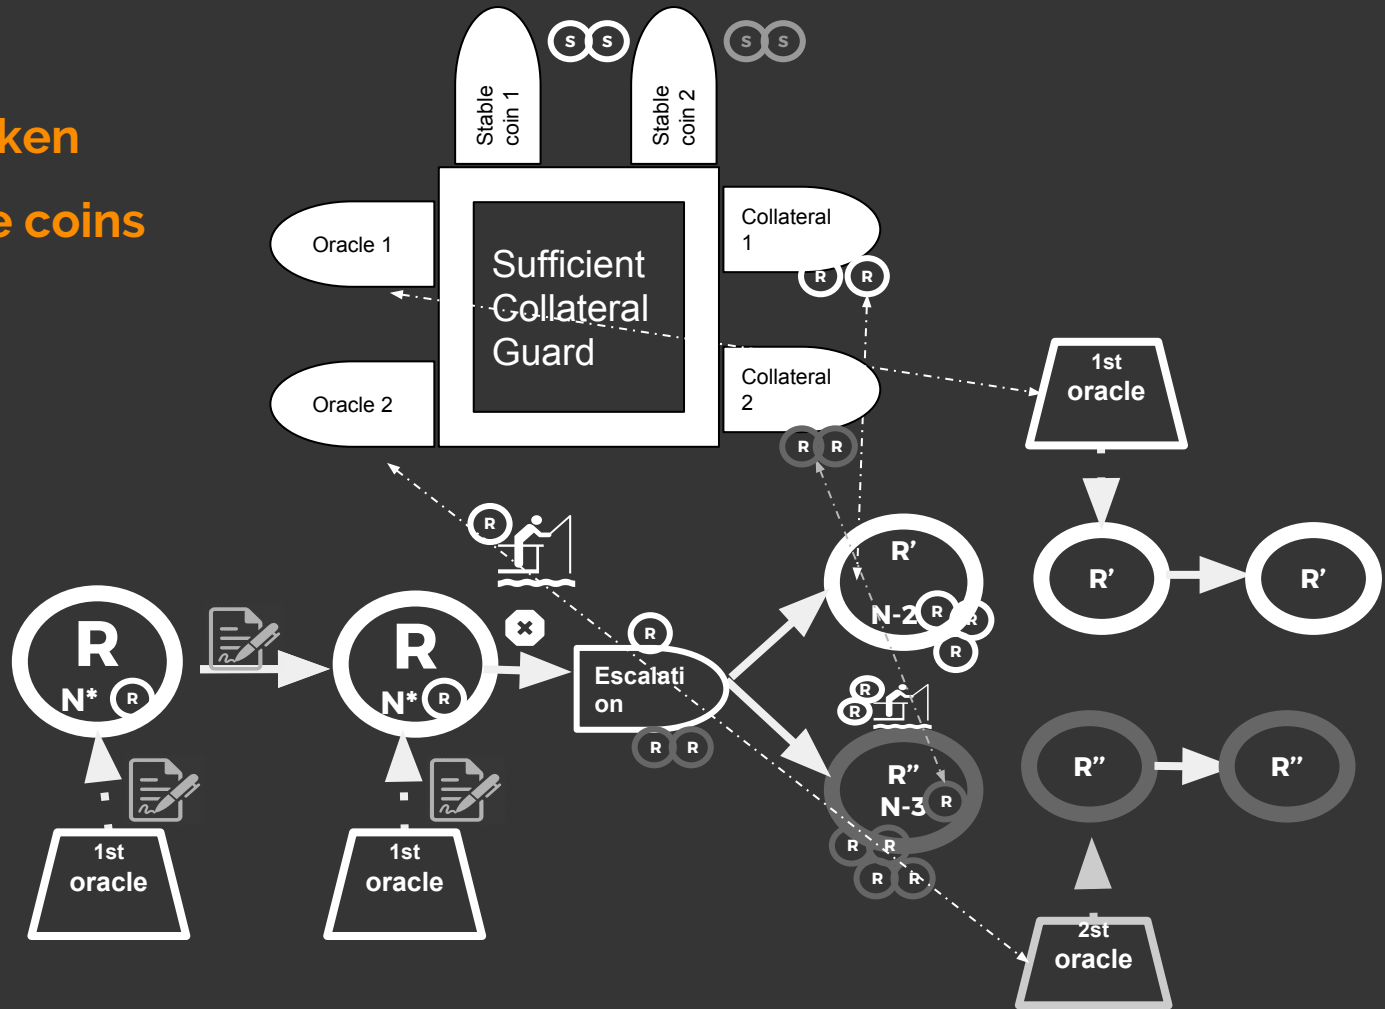 ken
e coins
S S
S S
Stable
coin 1
Stable
coin 2
Oracle 1
Oracle 2
Sufficient
Collateral
Guard
Collateral
1
R R
Collateral
2
R R
1st
oracle
R
R'
N-2
R
R
R
R'
R'
R
N*
R
R
N*
R
R
Escalati
on
R R
R
R
R''
N-3
R
R R
R R
R''
R''
1st
oracle
1st
oracle
2st
oracle